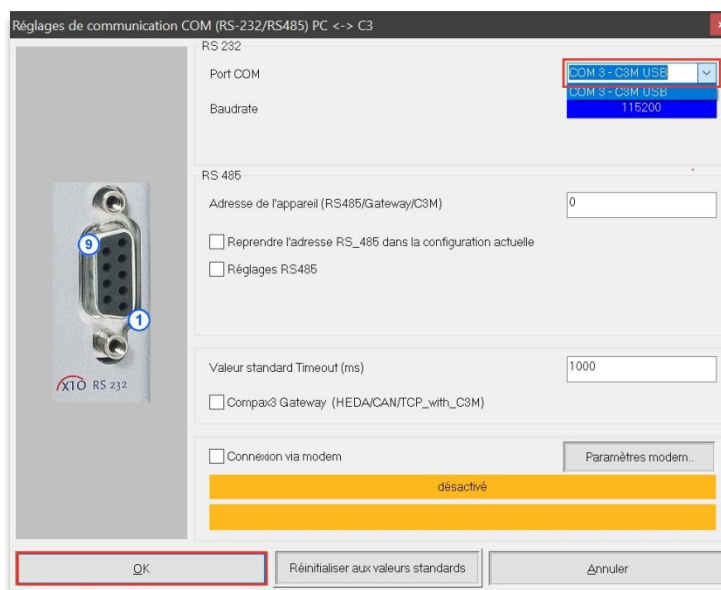 Réglages de communication COM (RS-232/RS485) PC <-> C3
RS 232
Port COM
COM 3 - C3M USB
COM 3 - C3M USB
Baudrate
115200
RS 485
Adresse de l'appareil (RS485/Gateway/C3M)
0
Reprendre l'adresse RS_485 dans la configuration actuelle
Réglages RS485
9
1
X10 RS 232
Valeur standard Timeout (ms)
1000
Compax3 Gateway (HEDA/CAN/TCP_with_C3M)
Connexion via modem
Paramètres modem..
désactivé
OK
Réinitialiser aux valeurs standards
Annuler